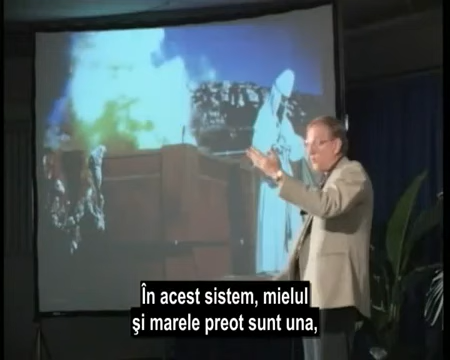 În acest sistem, mielul
şi marele preot sunt una,